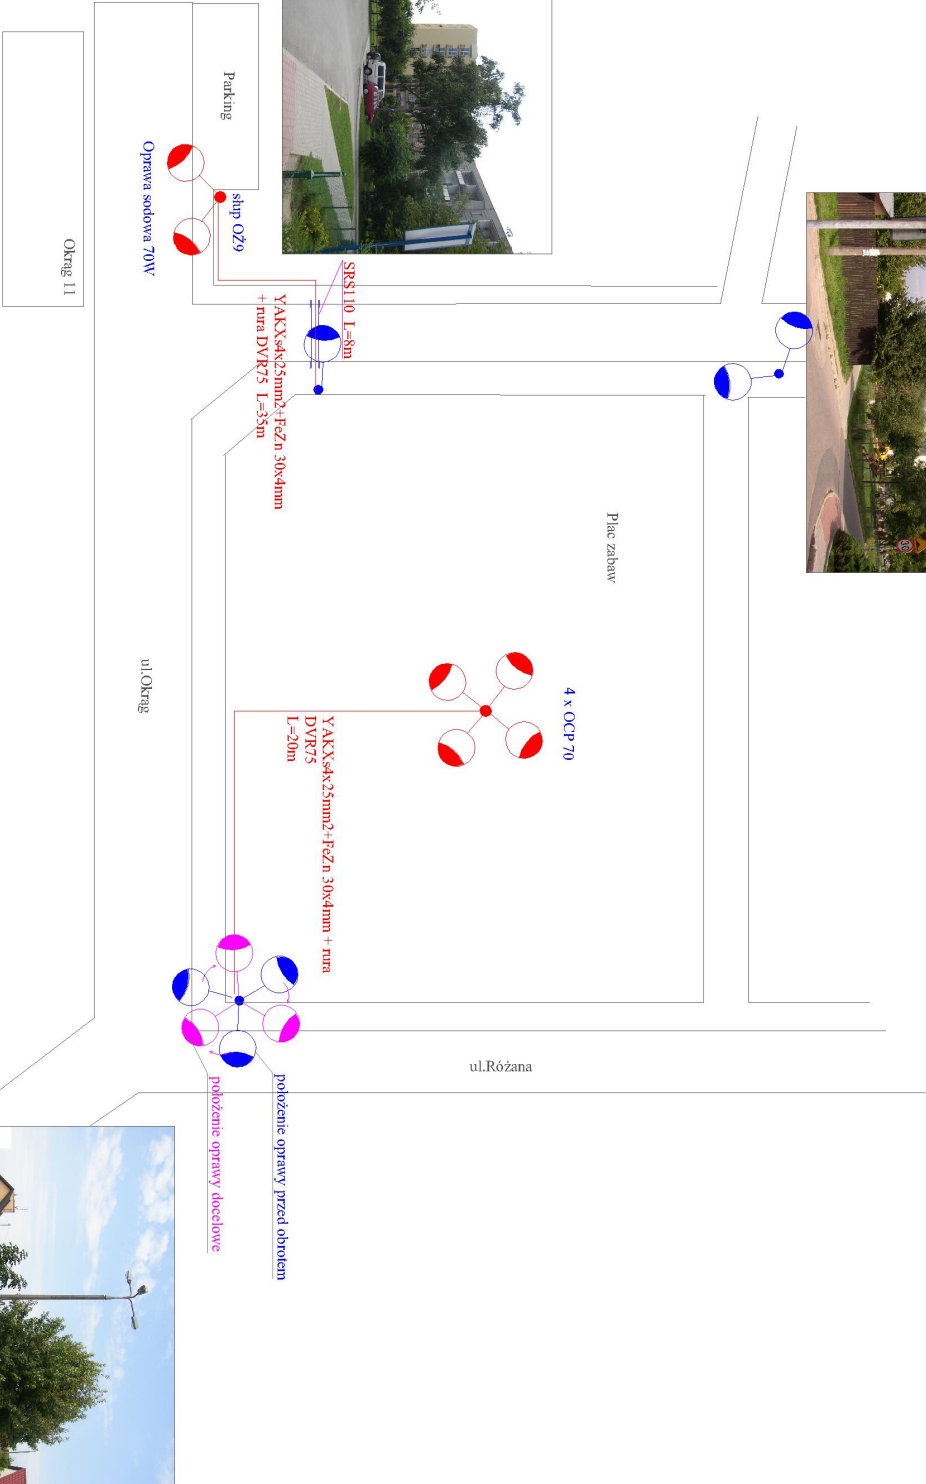 Parking
Okrąg 11
Oprawa sodowa 70W
słup OŻ9
SRS110 L=8m
YAKXs4x25mm2+FeZn 30x4mm
+ rura DVR75 L=35m
Plac zabaw
ul.Okrąg
4 x OCP 70
YAKXs4x25mm2+FeZn 30x4mm + rura
DVR75
L=20m
ul.Różana
położenie oprawy przed obrotem
położenie oprawy docelowe
30